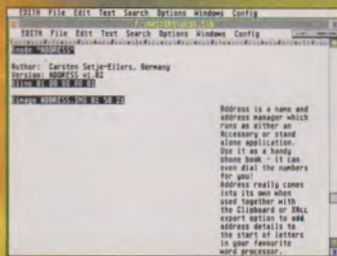 EDITH File Edit Text Search Options Windows Config
EDITH File Edit Text Search Options Windows Config
@node "ADDRESS"
Author: Carsten Setje-Eilers, Germany
Version: ADDRESS v1.02
Address is a name and
address manager which
runs as either an
Accessory or stand
alone application.
Use it as a handy
phone book - it can
even dial the numbers
for you!
Address really comes
into its own when
used together with
the Clipboard or XAcc
export option to add
address details to
the start of letters
in your favourite
word processor.